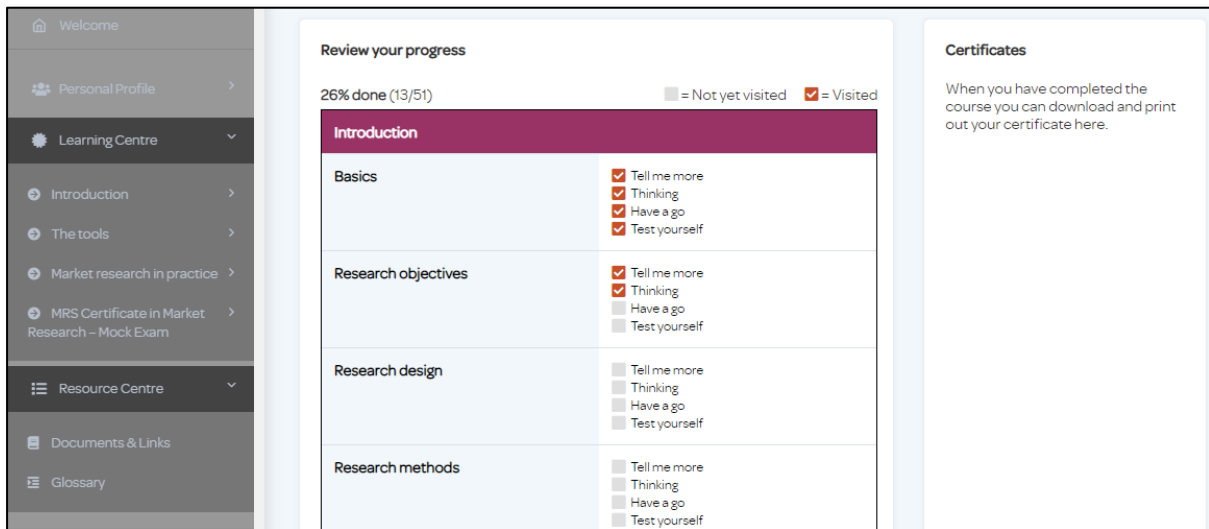 Welcome
Personal Profile
Learning Centre
Introduction
The tools
Market research in practice
MRS Certificate in Market
Research – Mock Exam
Resource Centre
Documents & Links
Glossary
Review your progress
26% done (13/51)
= Not yet visited = Visited
Introduction
Basics
Tell me more
Thinking
Have a go
Test yourself
Research objectives
Tell me more
Thinking
Have a go
Test yourself
Research design
Tell me more
Thinking
Have a go
Test yourself
Research methods
Tell me more
Thinking
Have a go
Test yourself
Certificates
When you have completed the
course you can download and print
out your certificate here.